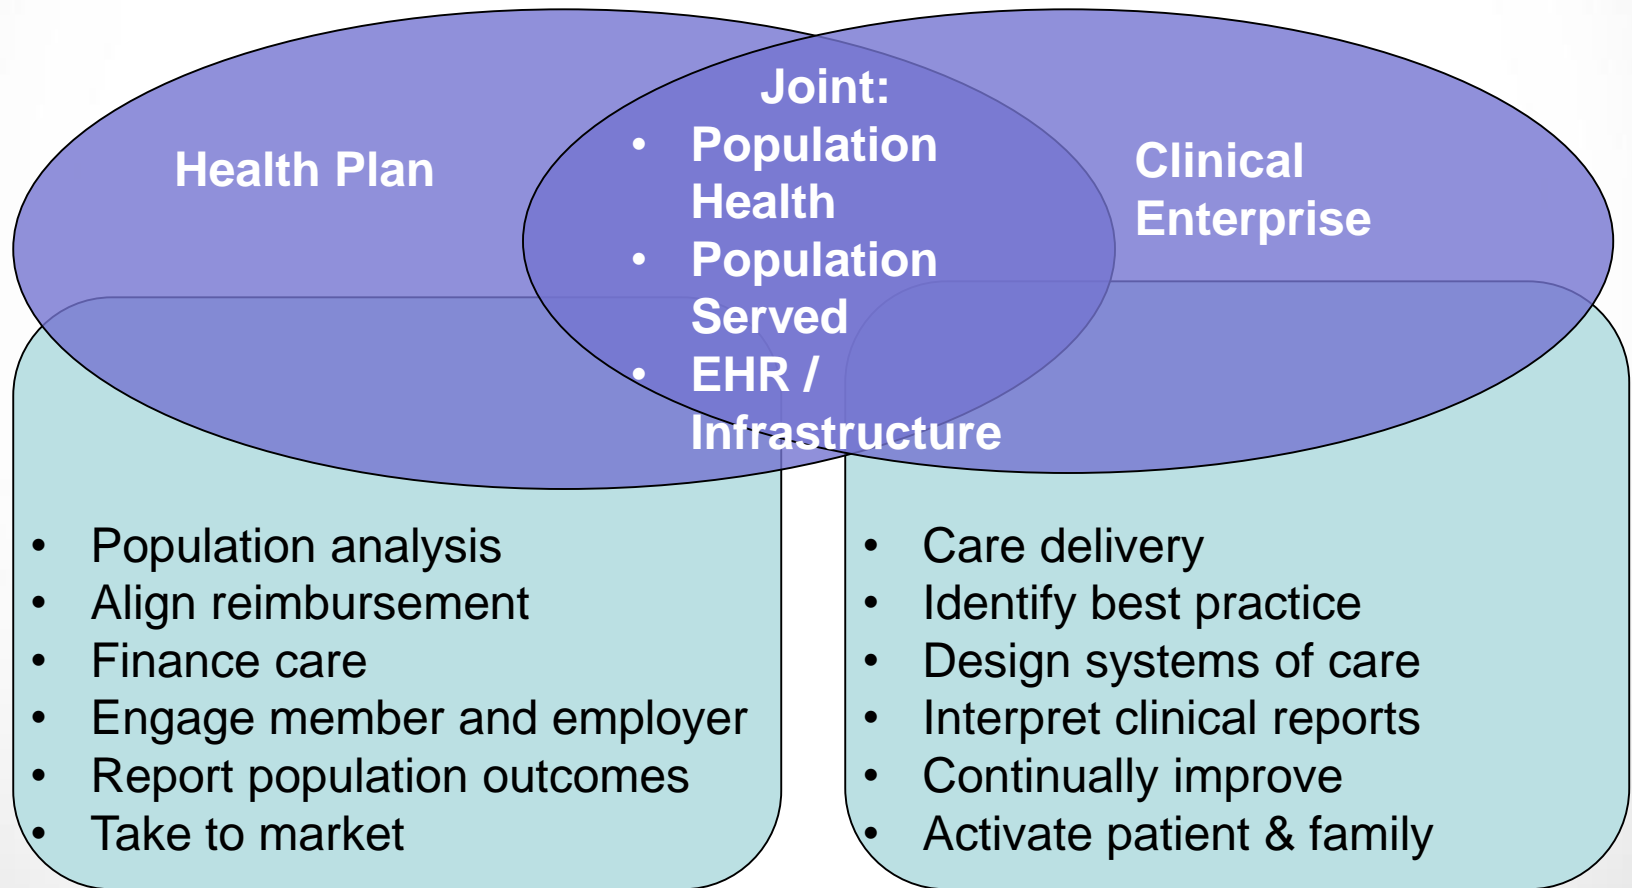 Health Plan
Joint:
• Population
Health
• Population
Served
• EHR /
Infrastructure
Clinical
Enterprise
• Population analysis
• Align reimbursement
• Finance care
• Engage member and employer
• Report population outcomes
• Take to market
• Care delivery
• Identify best practice
• Design systems of care
• Interpret clinical reports
• Continually improve
• Activate patient & family